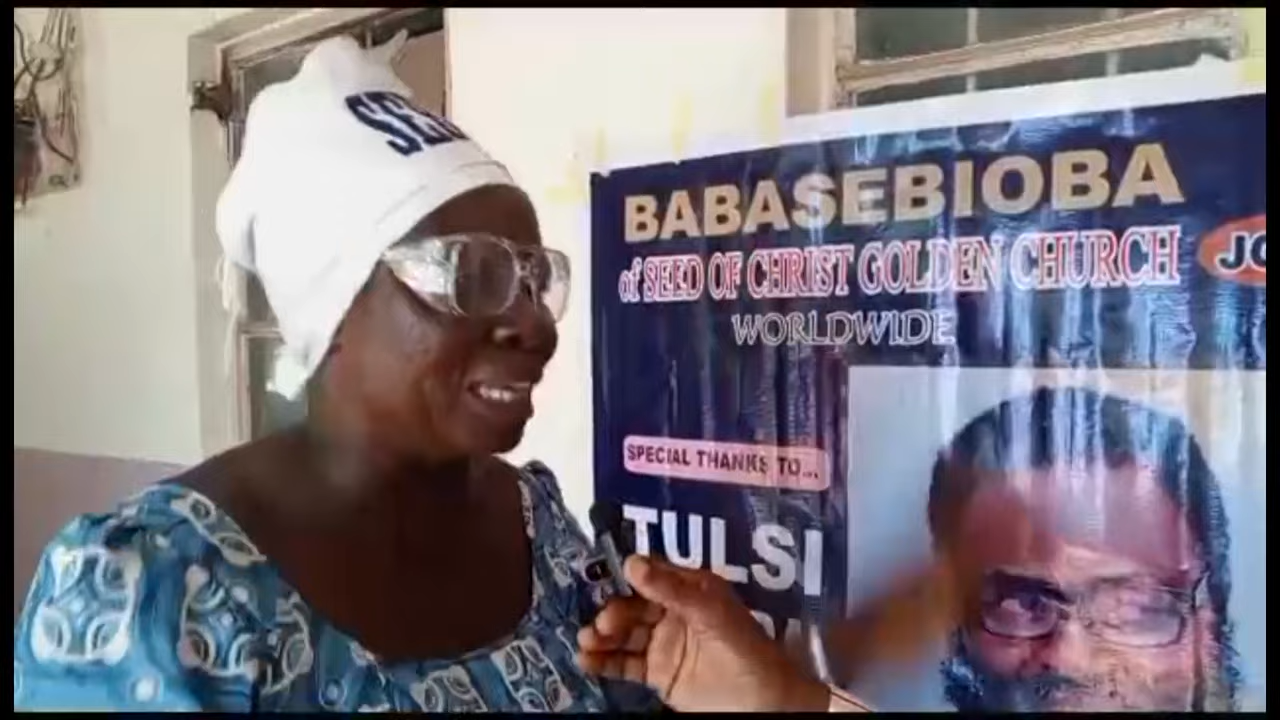 BABASEBIOBA
of SEED OF CHRIST GOLDEN CHURCH
WORLDWIDE
SPECIAL THANKS TO...
TULSI